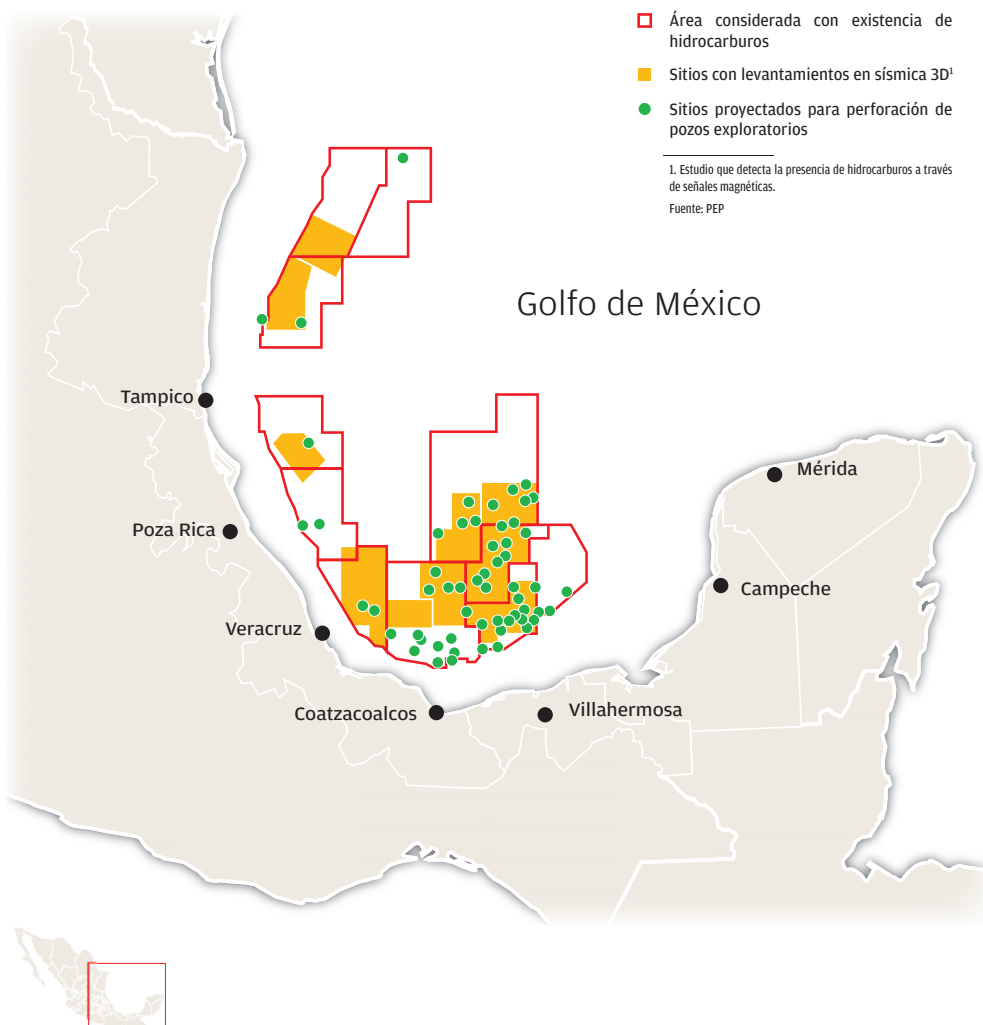 Área considerada con existencia de
hidrocarburos
Sitios con levantamientos en sísmica 3D¹
Sitios proyectados para perforación de
pozos exploratorios
1. Estudio que detecta la presencia de hidrocarburos a través
de señales magnéticas.
Fuente: PEP
Golfo de México
Tampico
Mérida
Poza Rica
Campeche
Veracruz
Coatzacoalcos
Villahermosa